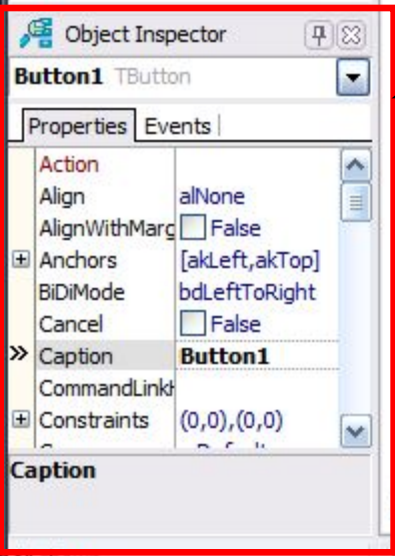 Object Inspector
Button1 TButton
Properties Events
Action
Align alNone
AlignWithMarg False
Anchors [akLeft,akTop]
BiDiMode bdLeftToRight
Cancel False
Caption Button1
CommandLinkH
Constraints (0,0),(0,0)
Caption